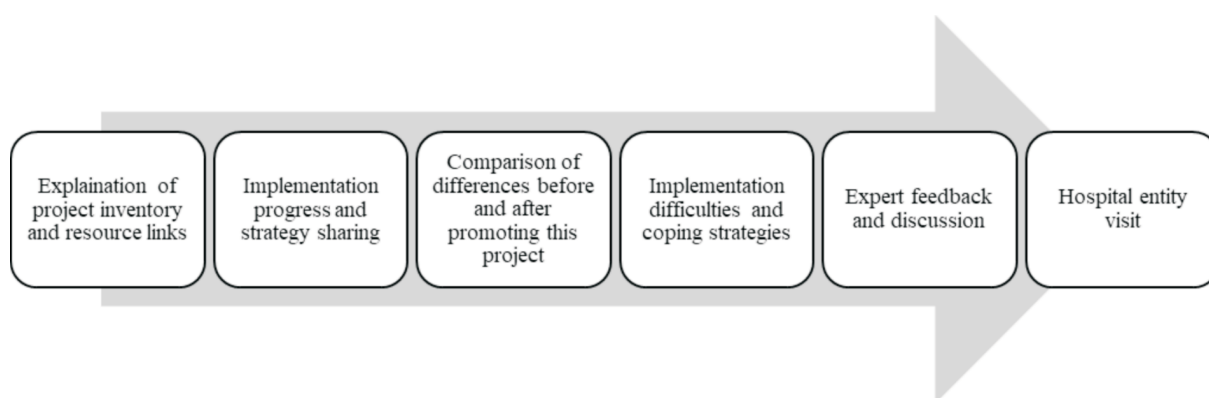 Explaination of
project inventory
and resource links
Implementation
progress and
strategy sharing
Comparison of
differences before
and after
promoting this
project
Implementation
difficulties and
coping strategies
Expert feedback
and discussion
Hospital entity
visit